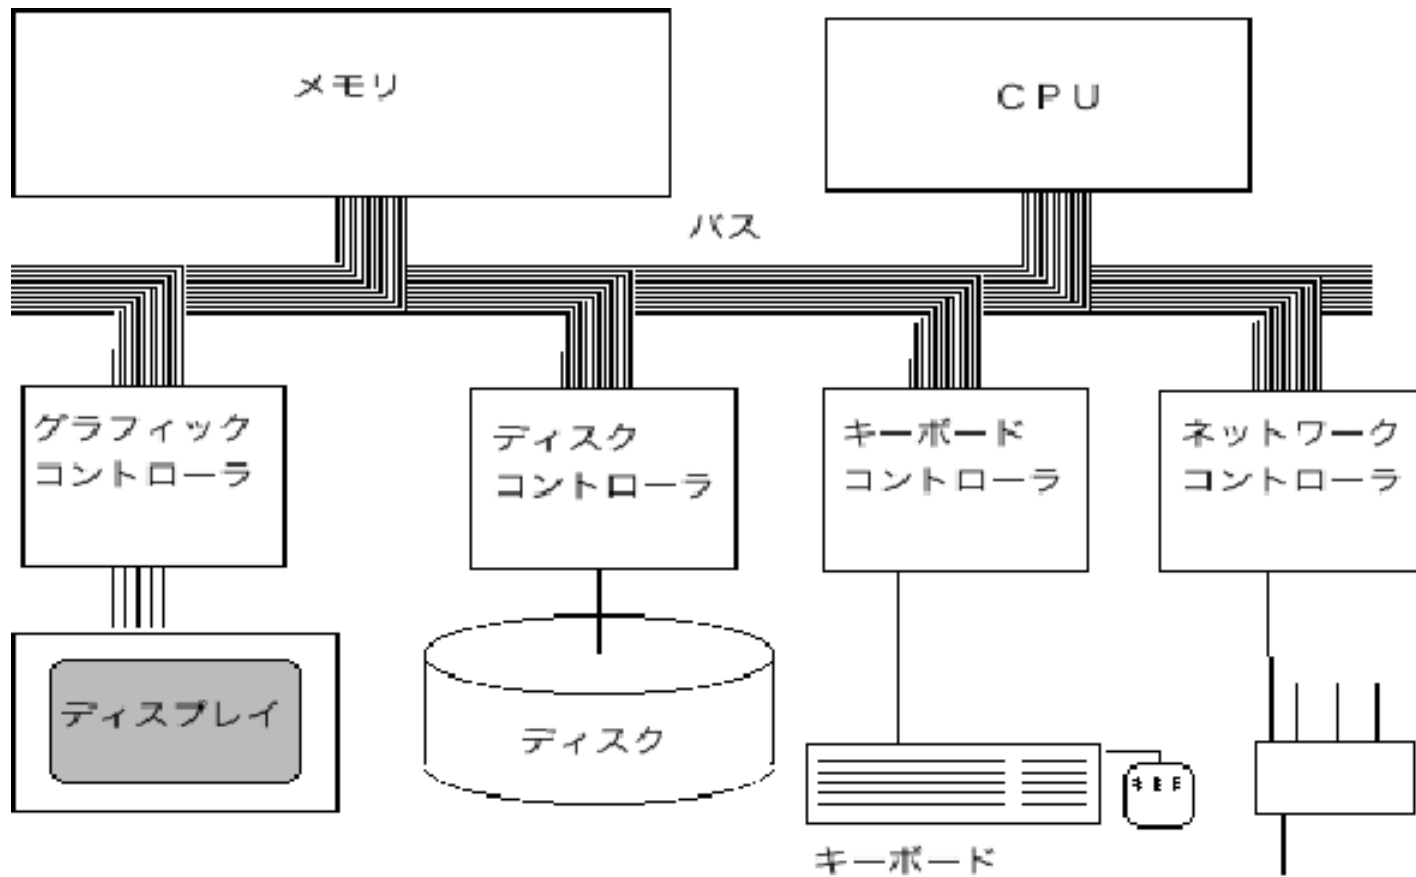 メモリ
CPU
バス
グラフィック
コントローラ
ディスク
コントローラ
キーボード
コントローラ
ネットワーク
コントローラ
ディスプレイ
ディスク
キーボード